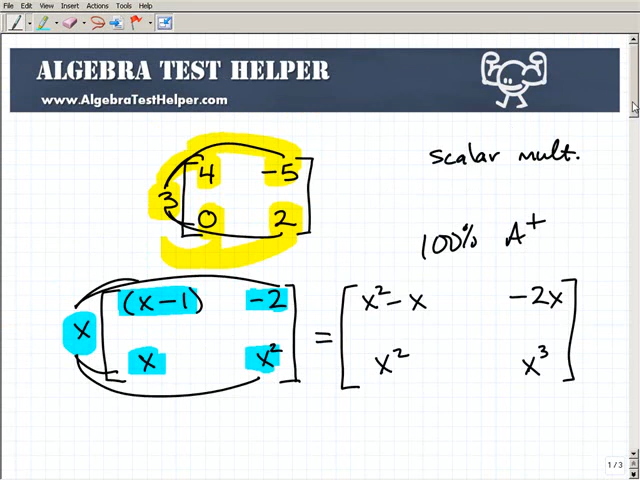 File Edit View Insert Actions Tools Help
ALGEBRA TEST HELPER
www.AlgebraTestHelper.com
scalar mult.
3 [ 4 -5
0 2 ]
100% A+
x [ (x-1) -2
x x² ] = [ x²-x -2x
x² x³ ]
1/3